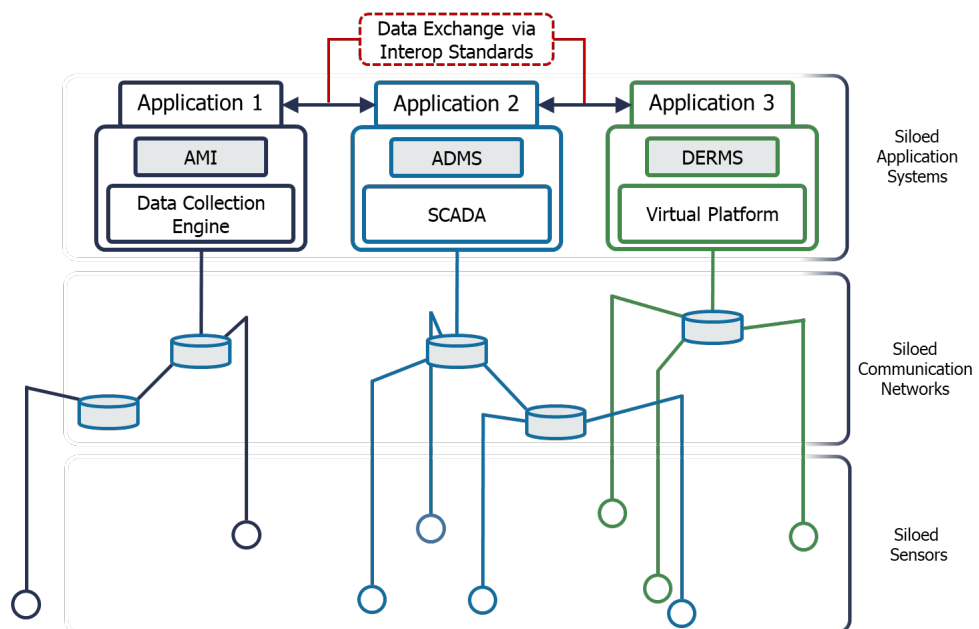 Data Exchange via
Interop Standards
Application 1
Application 2
Application 3
AMI
ADMS
DERMS
Data Collection
Engine
SCADA
Virtual Platform
Siloed
Application
Systems
Siloed
Communication
Networks
Siloed
Sensors